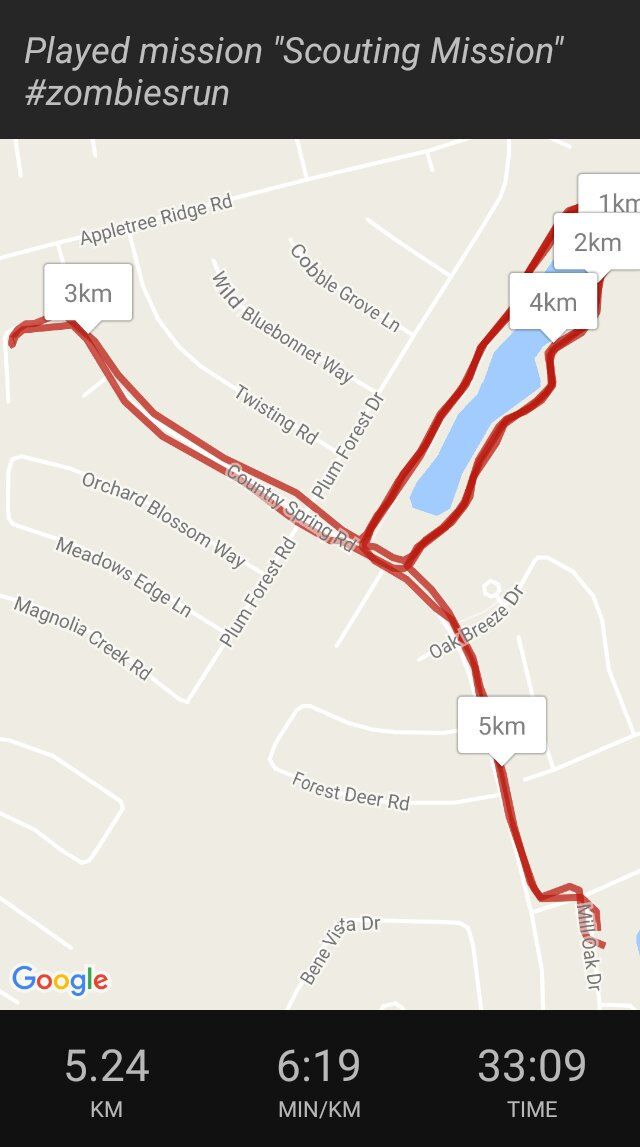 Played mission "Scouting Mission"
#zombiesrun
Appletree Ridge Rd
1km
2km
Cobble Grove Ln
3km
4km
Wild Bluebonnet Way
Twisting Rd
Plum Forest Dr
Country Spring Rd
Orchard Blossom Way
Meadows Edge Ln
Plum Forest Rd
Magnolia Creek Rd
Oak Breeze Dr
5km
Forest Deer Rd
Bene Vista Dr
Mill Oak Dr
Google
5.24 6:19 33:09
KM MIN/KM TIME